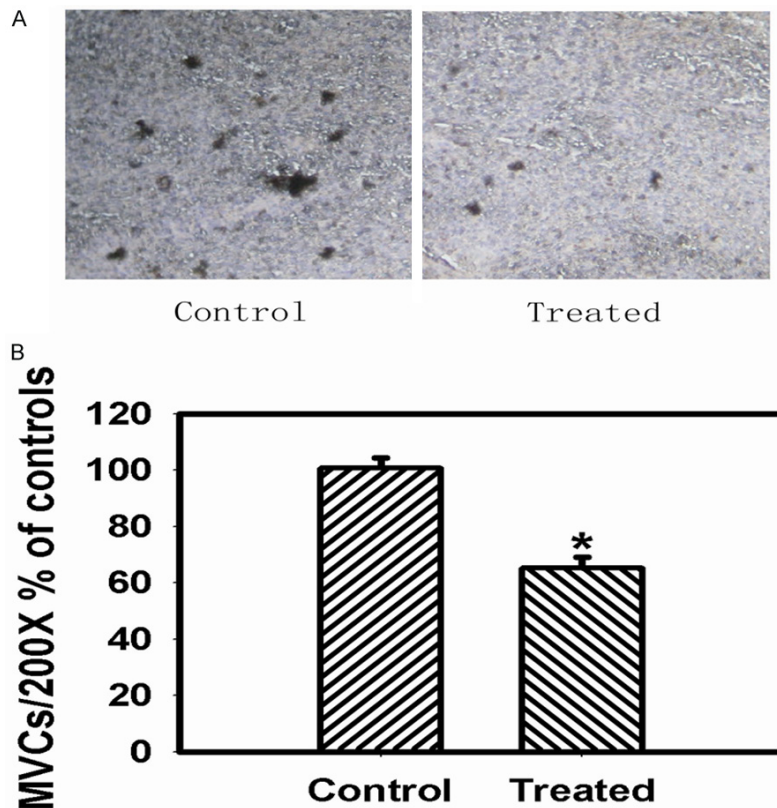 A
Control
Treated
B
MVCs/200X % of controls
120
100
80
60
40
20
0
*
Control
Treated